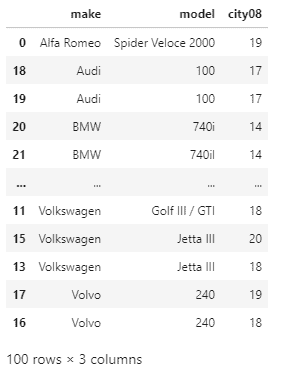 make model city08
0 Alfa Romeo Spider Veloce 2000 19
18 Audi 100 17
19 Audi 100 17
20 BMW 740i 14
21 BMW 740il 14
... ... ... ...
11 Volkswagen Golf III / GTI 18
15 Volkswagen Jetta III 20
13 Volkswagen Jetta III 18
17 Volvo 240 19
16 Volvo 240 18
100 rows × 3 columns